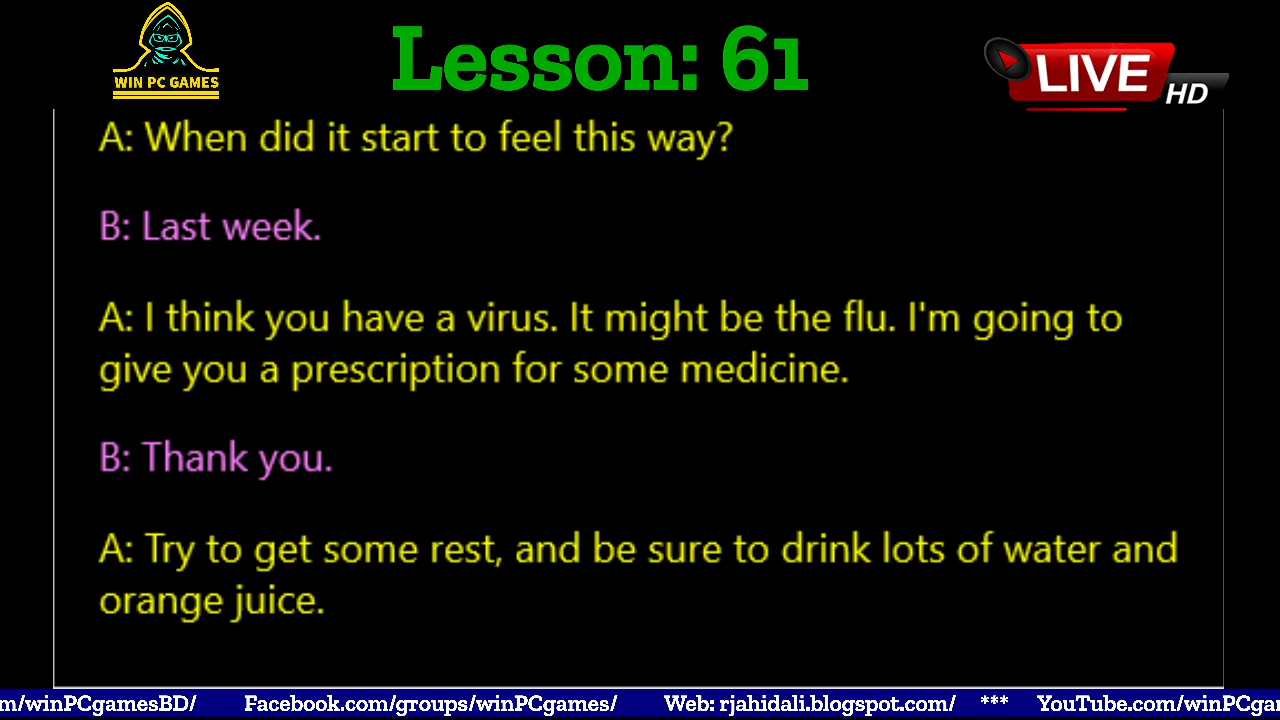 WIN PC GAMES
Lesson: 61
LIVE
HD
A: When did it start to feel this way?
B: Last week.
A: I think you have a virus. It might be the flu. I'm going to
give you a prescription for some medicine.
B: Thank you.
A: Try to get some rest, and be sure to drink lots of water and
orange juice.
m/winPCgamesBD/ Facebook.com/groups/winPCgames/ Web: rjahidali.blogspot.com/ *** YouTube.com/winPCga